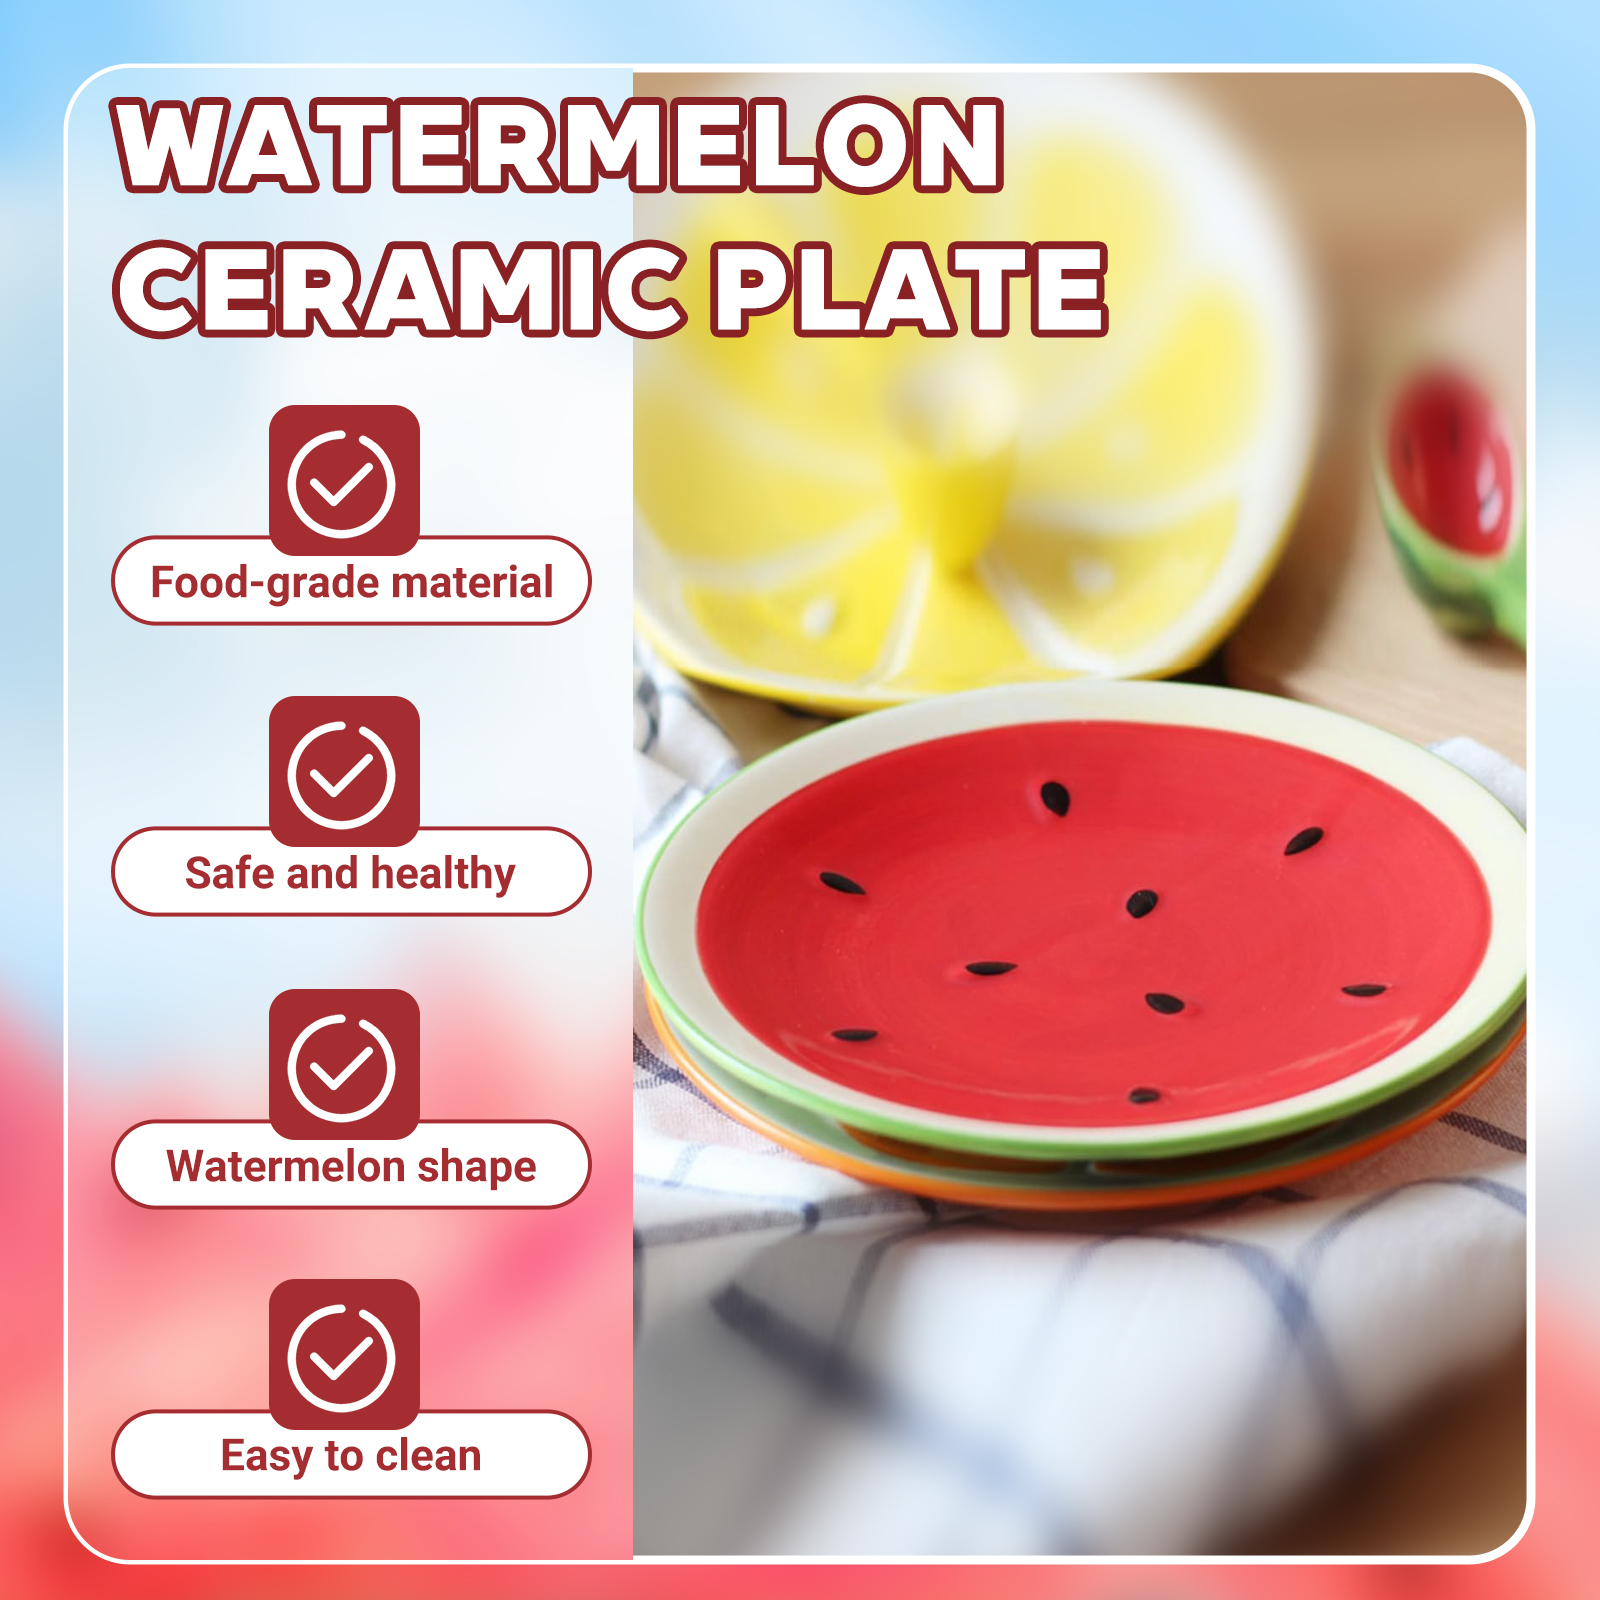 WATERMELON
CERAMIC PLATE
Food-grade material
Safe and healthy
Watermelon shape
Easy to clean